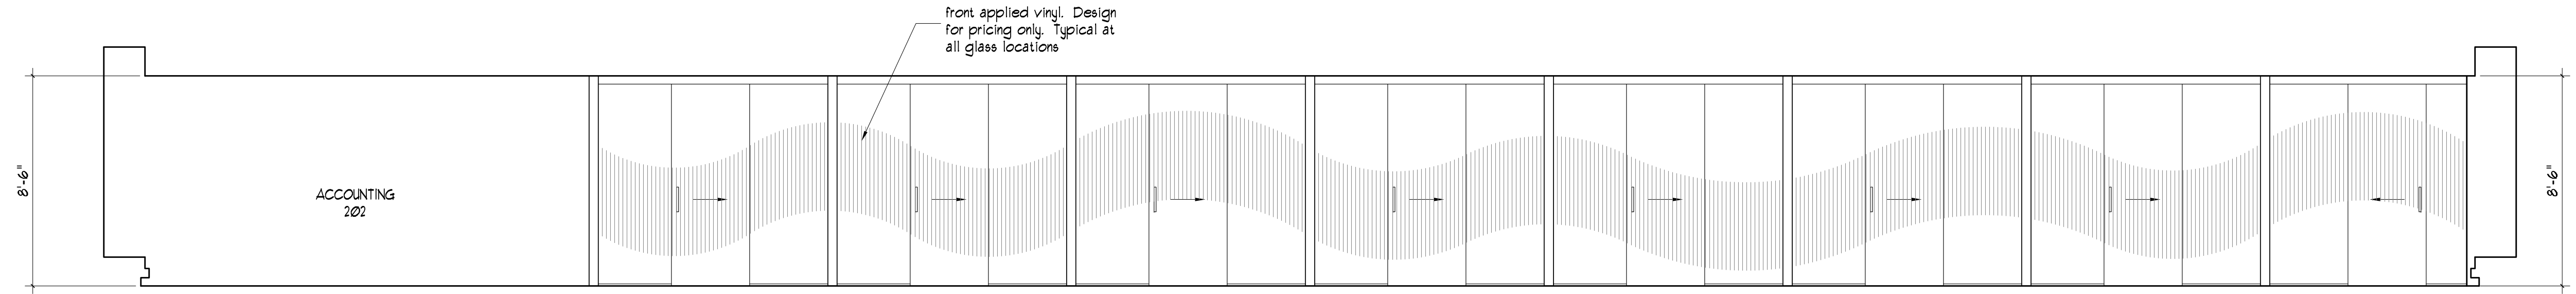 front applied vinyl. Design
for pricing only. Typical at
all glass locations
8'-6"
ACCOUNTING
202
8'-6"